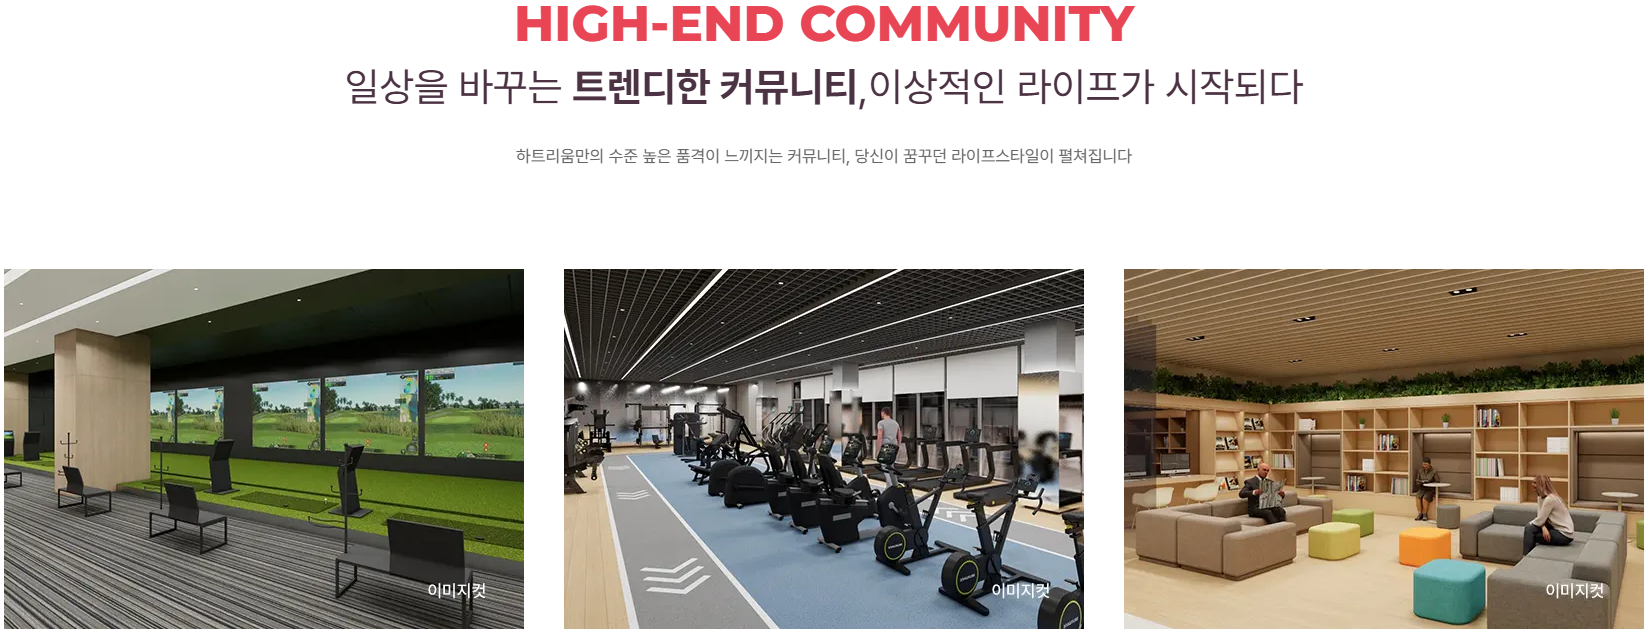 HIGH-END COMMUNITY
일상을 바꾸는 트렌디한 커뮤니티,이상적인 라이프가 시작되다
하트리움만의 수준 높은 품격이 느끼지는 커뮤니티, 당신이 꿈꾸던 라이프스타일이 펼쳐집니다
이미지컷
이미지컷
이미지컷